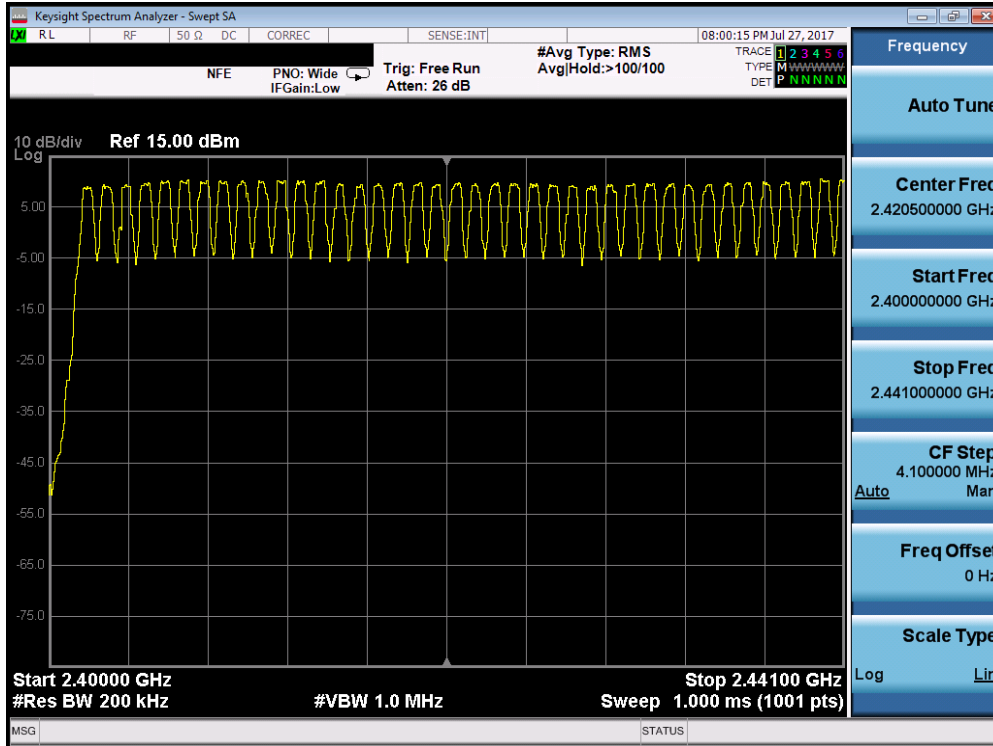 Keysight Spectrum Analyzer - Swept SA
LXI RL RF 50 Ω DC CORREC SENSE:INT 08:00:15 PM Jul 27, 2017
NFE PNO: Wide Trig: Free Run #Avg Type: RMS TRACE 1 2 3 4 5 6
IFGain:Low Atten: 26 dB Avg|Hold:>100/100 TYPE M WWWWW
DET P N N N N N
10 dB/div Ref 15.00 dBm
Log
5.00
-5.00
-15.0
-25.0
-35.0
-45.0
-55.0
-65.0
-75.0
Start 2.40000 GHz Stop 2.44100 GHz
#Res BW 200 kHz #VBW 1.0 MHz Sweep 1.000 ms (1001 pts)
MSG STATUS
Frequency
Auto Tune
Center Freq
2.420500000 GHz
Start Freq
2.400000000 GHz
Stop Freq
2.441000000 GHz
CF Step
4.100000 MHz
Auto Man
Freq Offset
0 Hz
Scale Type
Log Lin